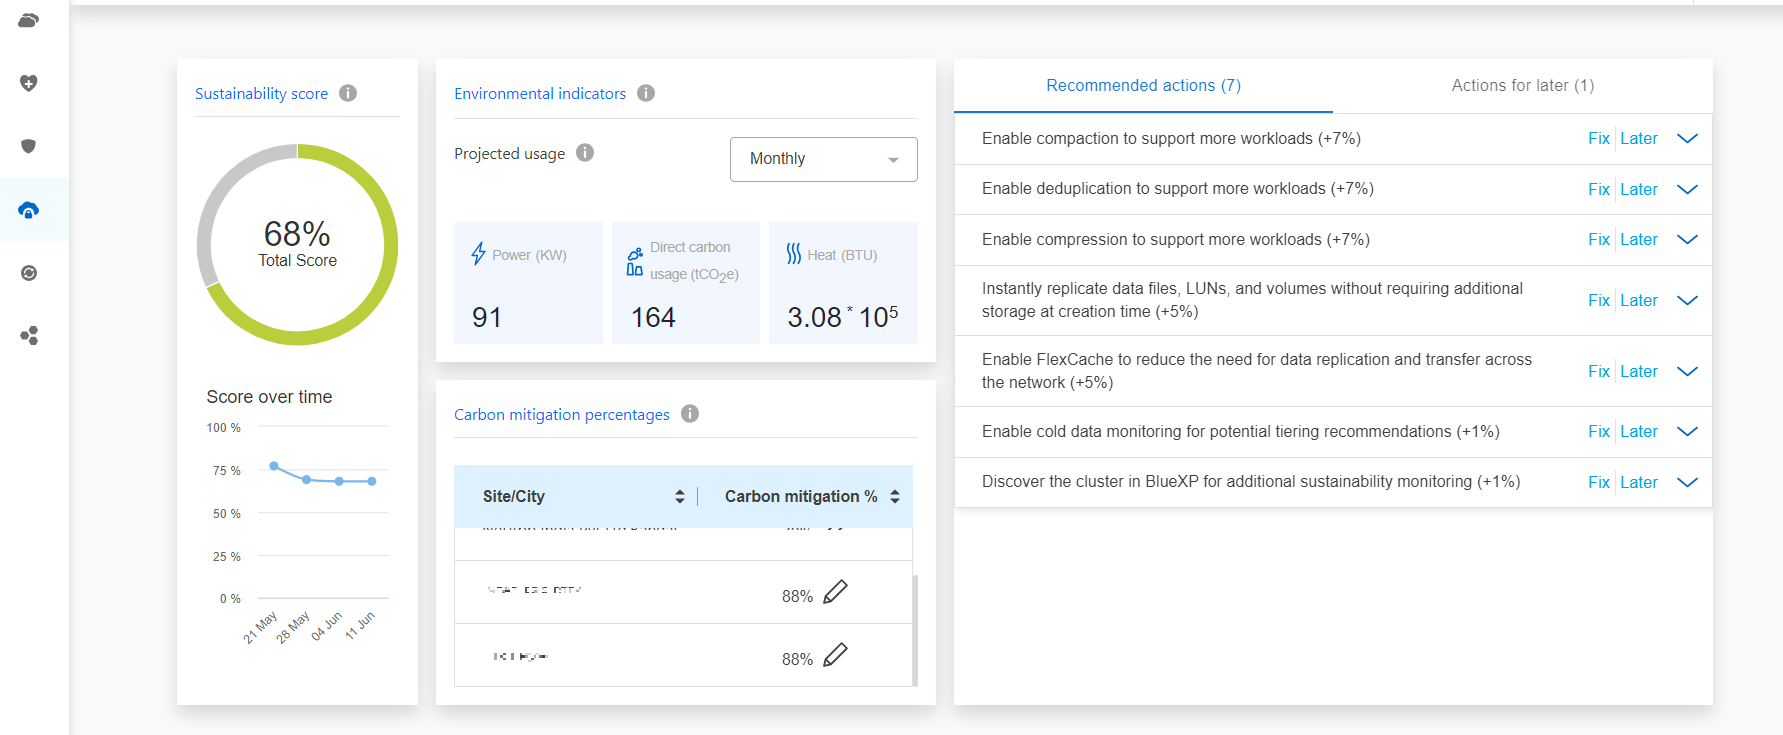 Sustainability score
68%
Total Score
Score over time
100 %
75 %
50 %
25 %
0 %
21 May
28 May
04 Jun
11 Jun
Environmental indicators
Projected usage
Monthly
Power (KW)
91
Direct carbon
usage (tCO2e)
164
Heat (BTU)
3.08 * 10⁵
Carbon mitigation percentages
Site/City
Carbon mitigation %
88%
88%
Recommended actions (7)
Actions for later (1)
Enable compaction to support more workloads (+7%)
Fix Later
Enable deduplication to support more workloads (+7%)
Fix Later
Enable compression to support more workloads (+7%)
Fix Later
Instantly replicate data files, LUNs, and volumes without requiring additional
storage at creation time (+5%)
Fix Later
Enable FlexCache to reduce the need for data replication and transfer across
the network (+5%)
Fix Later
Enable cold data monitoring for potential tiering recommendations (+1%)
Fix Later
Discover the cluster in BlueXP for additional sustainability monitoring (+1%)
Fix Later